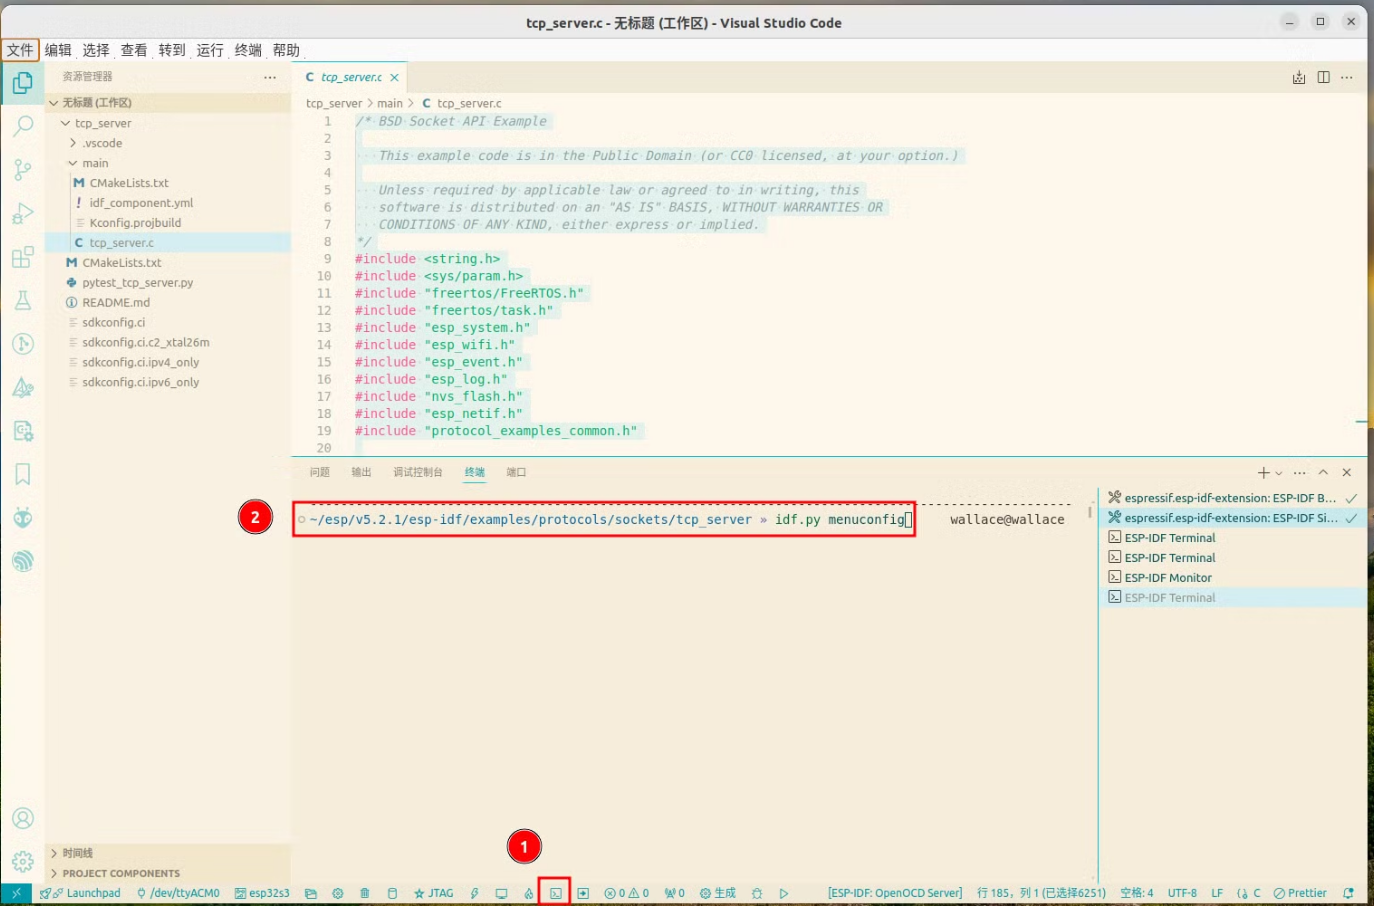 tcp_server.c - 无标题 (工作区) - Visual Studio Code
文件 编辑 选择 查看 转到 运行 终端 帮助
资源管理器
无标题 (工作区)
tcp_server
.vscode
main
CMakeLists.txt
idf_component.yml
Kconfig.projbuild
tcp_server.c
CMakeLists.txt
pytest_tcp_server.py
README.md
sdkconfig.ci
sdkconfig.ci.c2_xtal26m
sdkconfig.ci.ipv4_only
sdkconfig.ci.ipv6_only
时间线
PROJECT COMPONENTS
C tcp_server.c
tcp_server > main > C tcp_server.c
1 /* BSD Socket API Example
2
3 This example code is in the Public Domain (or CC0 licensed, at your option.)
4
5 Unless required by applicable law or agreed to in writing, this
6 software is distributed on an "AS IS" BASIS, WITHOUT WARRANTIES OR
7 CONDITIONS OF ANY KIND, either express or implied.
8 */
9 #include <string.h>
10 #include <sys/param.h>
11 #include "freertos/FreeRTOS.h"
12 #include "freertos/task.h"
13 #include "esp_system.h"
14 #include "esp_wifi.h"
15 #include "esp_event.h"
16 #include "esp_log.h"
17 #include "nvs_flash.h"
18 #include "esp_netif.h"
19 #include "protocol_examples_common.h"
20
问题 输出 调试控制台 终端 端口
2
~/esp/v5.2.1/esp-idf/examples/protocols/sockets/tcp_server » idf.py menuconfig wallace@wallace
espressif.esp-idf-extension: ESP-IDF B...
espressif.esp-idf-extension: ESP-IDF Si...
ESP-IDF Terminal
ESP-IDF Terminal
ESP-IDF Monitor
ESP-IDF Terminal
1
Launchpad /dev/ttyACM0 esp32s3 JTAG 0 0 0 生成 [ESP-IDF: OpenOCD Server] 行 185，列 1 (已选择6251) 空格: 4 UTF-8 LF C Prettier